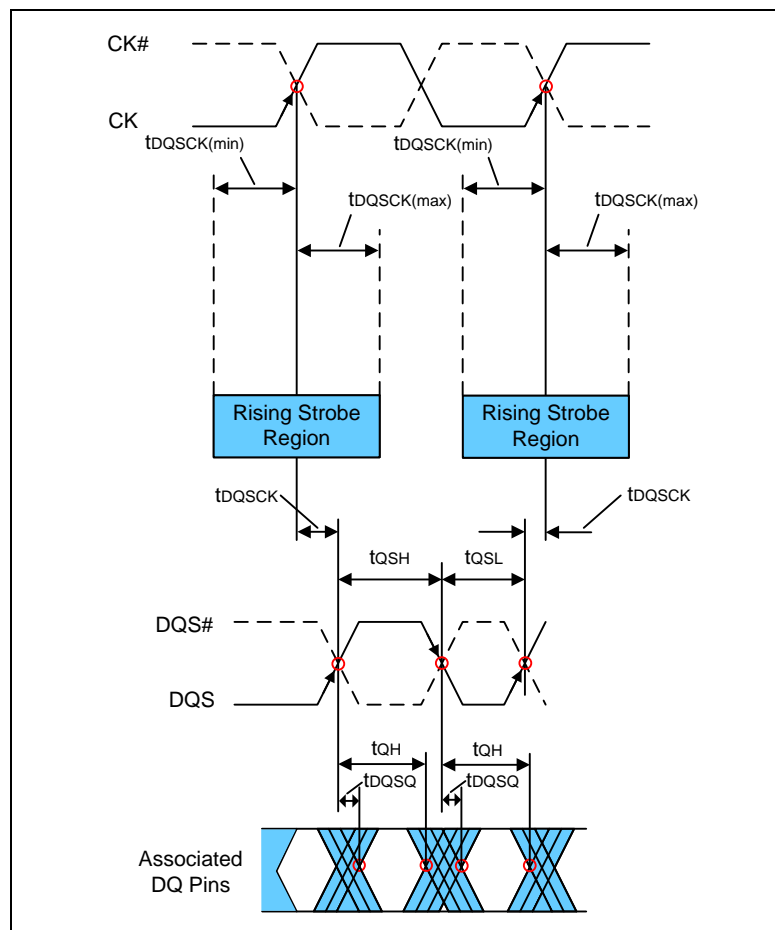 CK#
CK
tDQSCK(min)
tDQSCK(min)
tDQSCK(max)
tDQSCK(max)
Rising Strobe
Region
Rising Strobe
Region
tDQSCK
tDQSCK
tQSH
tQSL
DQS#
DQS
tQH
tQH
tDQSQ
tDQSQ
Associated
DQ Pins